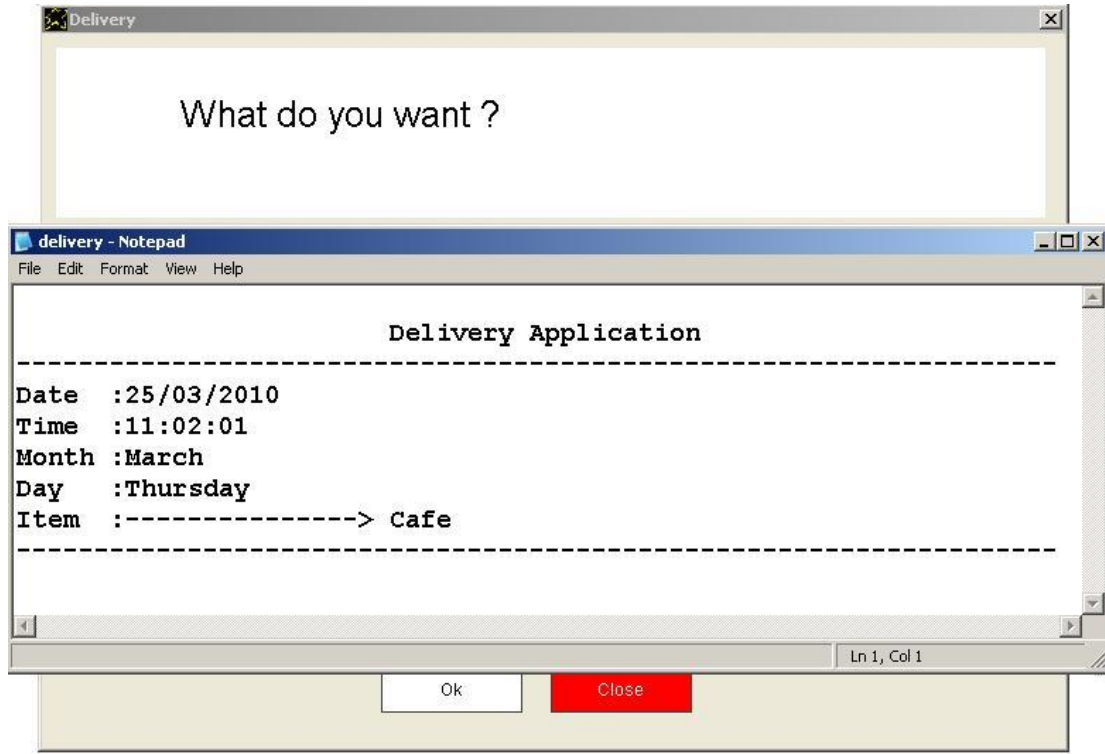 Delivery
What do you want ?
delivery - Notepad
File Edit Format View Help
Delivery Application
-------------------------------------------------------------------
Date  :25/03/2010
Time  :11:02:01
Month :March
Day   :Thursday
Item  :---------------> Cafe
-------------------------------------------------------------------
Ln 1, Col 1
Ok Close